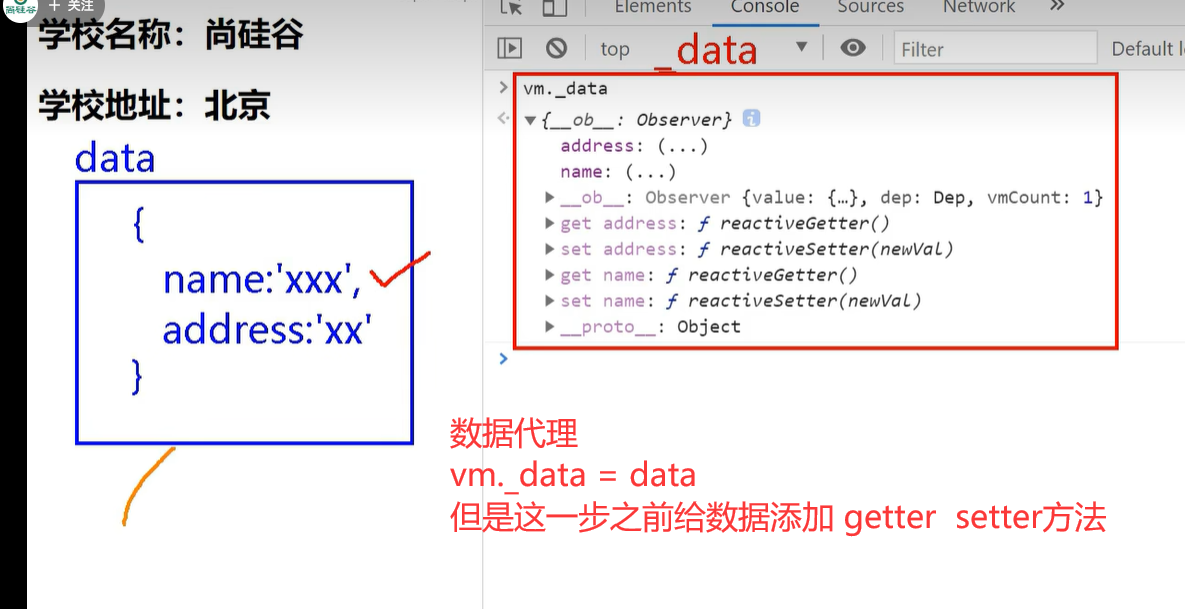 尚硅谷
+ 关注
学校名称：尚硅谷
学校地址：北京
data
{
name:'xxx',
address:'xx'
}
Elements Console Sources Network »
top
_data
Filter
Default
> vm._data
{__ob__: Observer} i
address: (...)
name: (...)
__ob__: Observer {value: {…}, dep: Dep, vmCount: 1}
get address: ƒ reactiveGetter()
set address: ƒ reactiveSetter(newVal)
get name: ƒ reactiveGetter()
set name: ƒ reactiveSetter(newVal)
__proto__: Object
>
数据代理
vm._data = data
但是这一步之前给数据添加 getter setter方法